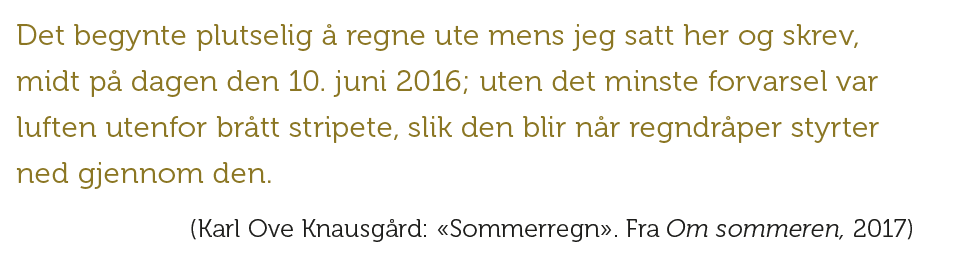 Det begynte plutselig å regne ute mens jeg satt her og skrev,
midt på dagen den 10. juni 2016; uten det minste forvarsel var
luften utenfor brått stripete, slik den blir når regndråper styrter
ned gjennom den.
(Karl Ove Knausgård: «Sommerregn». Fra Om sommeren, 2017)